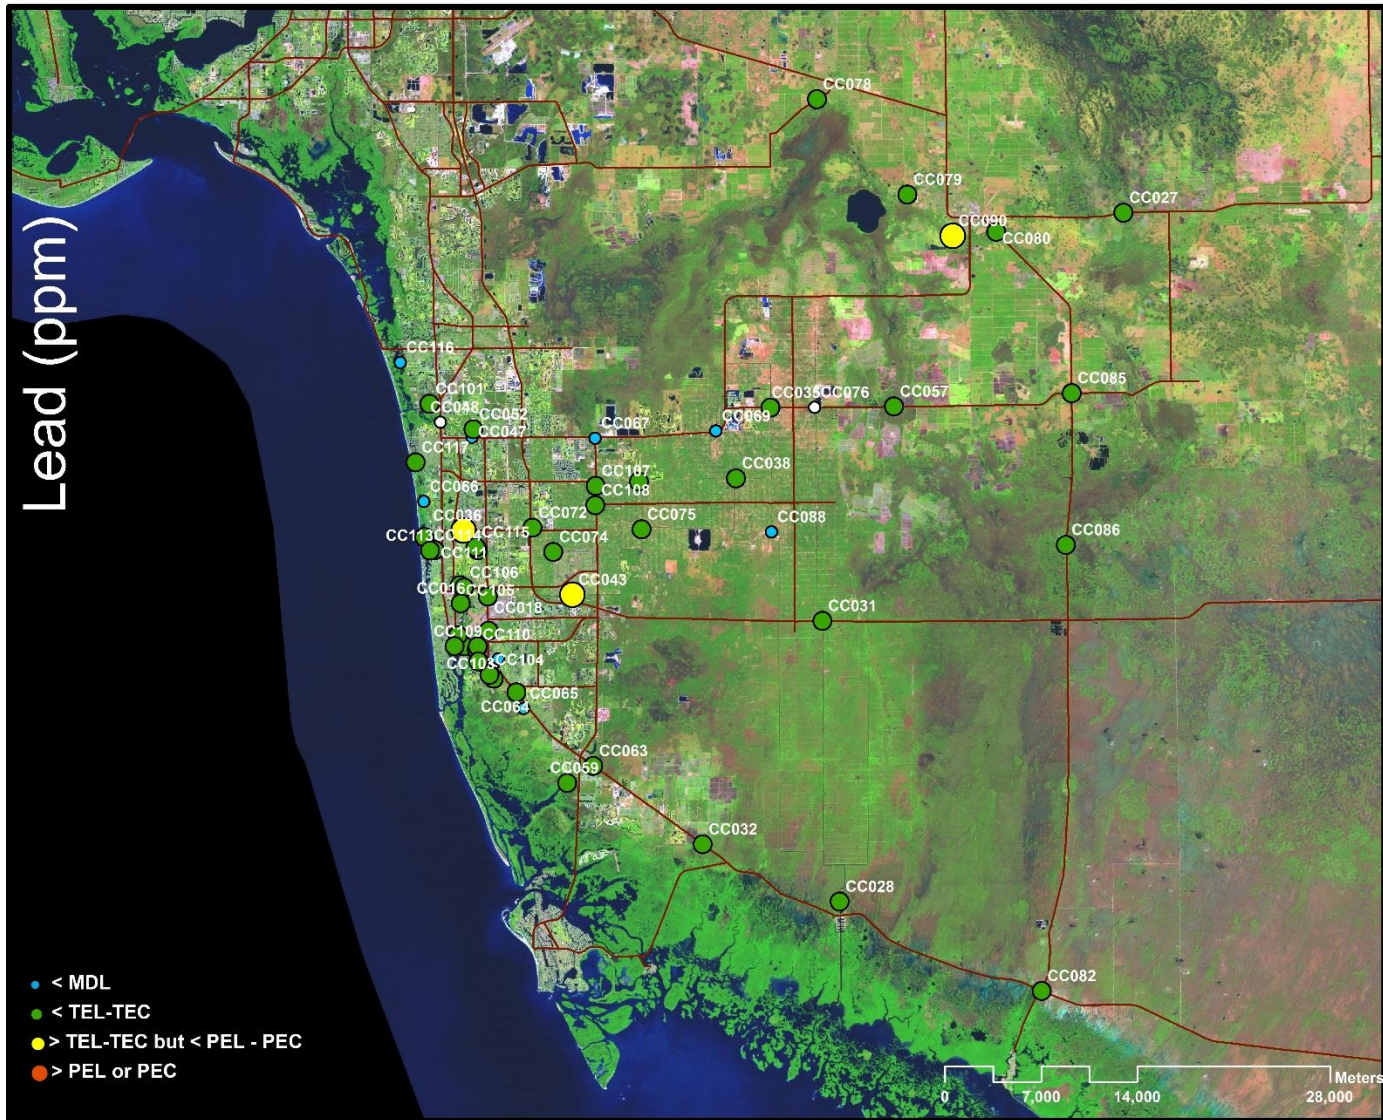 Lead (ppm)
CC078
CC079
CC027
CC090
CC080
CC116
CC101
CC048
CC052
CC047
CC067
CC069
CC035
CC076
CC057
CC085
CC117
CC107
CC038
CC066
CC108
CC036
CC072
CC075
CC088
CC113
CC114
CC115
CC111
CC074
CC086
CC106
CC016
CC105
CC043
CC018
CC031
CC109
CC110
CC103
CC104
CC065
CC064
CC063
CC059
CC032
CC028
CC082
< MDL
< TEL-TEC
> TEL-TEC but < PEL - PEC
> PEL or PEC
Meters
0 7,000 14,000 28,000